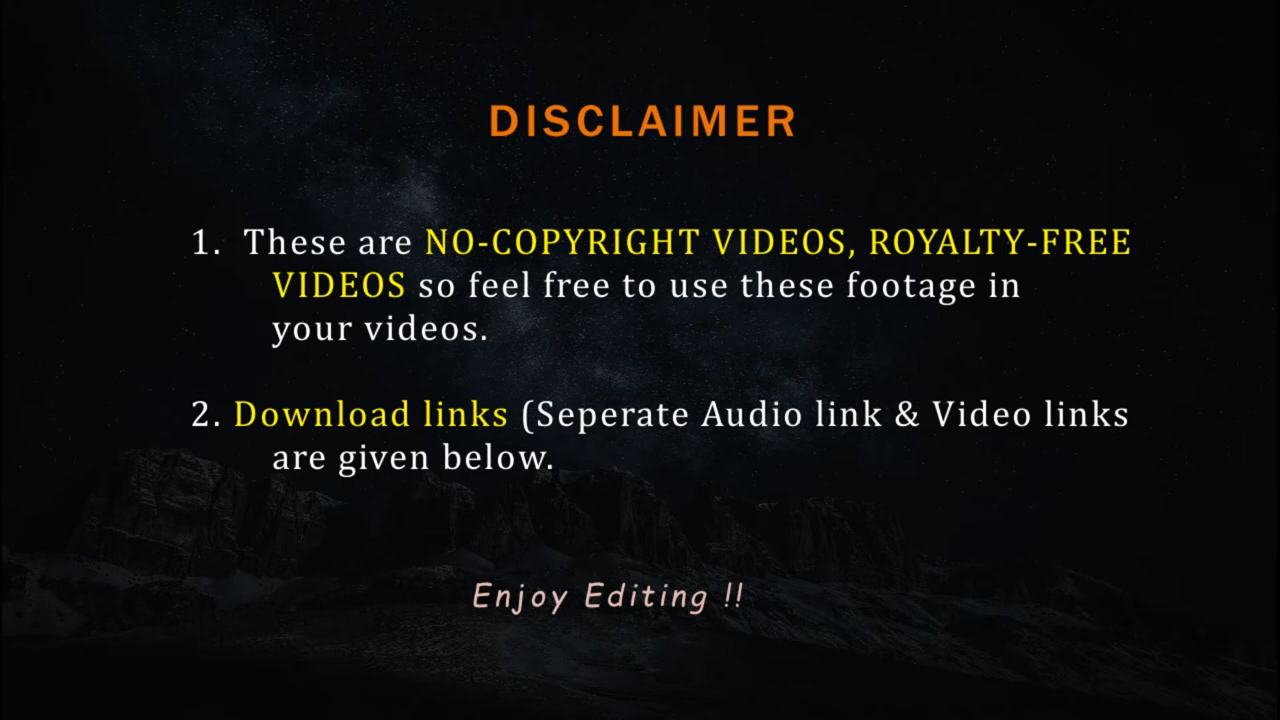 DISCLAIMER
1. These are NO-COPYRIGHT VIDEOS, ROYALTY-FREE
VIDEOS so feel free to use these footage in
your videos.
2. Download links (Seperate Audio link & Video links
are given below.
Enjoy Editing !!